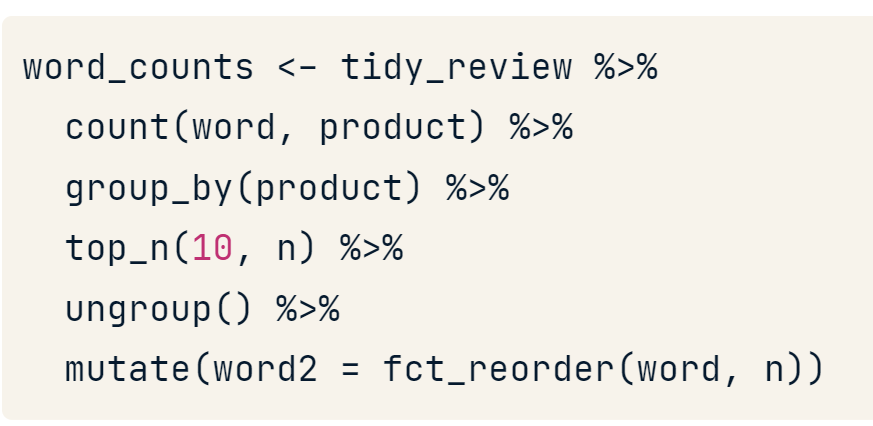 word_counts <- tidy_review %>%
  count(word, product) %>%
  group_by(product) %>%
  top_n(10, n) %>%
  ungroup() %>%
  mutate(word2 = fct_reorder(word, n))